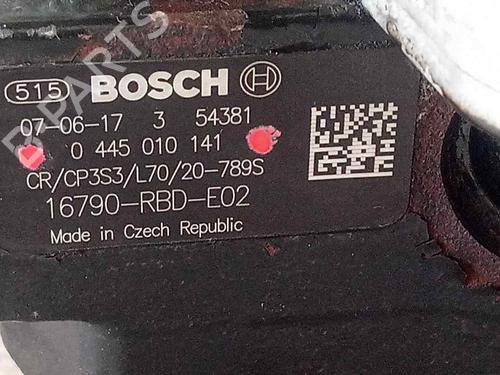 515 BOSCH
07-06-17 3 54381
0 445 010 141
CR/CP3S3/L70/20-789S
16790-RBD-E02
Made in Czech Republic